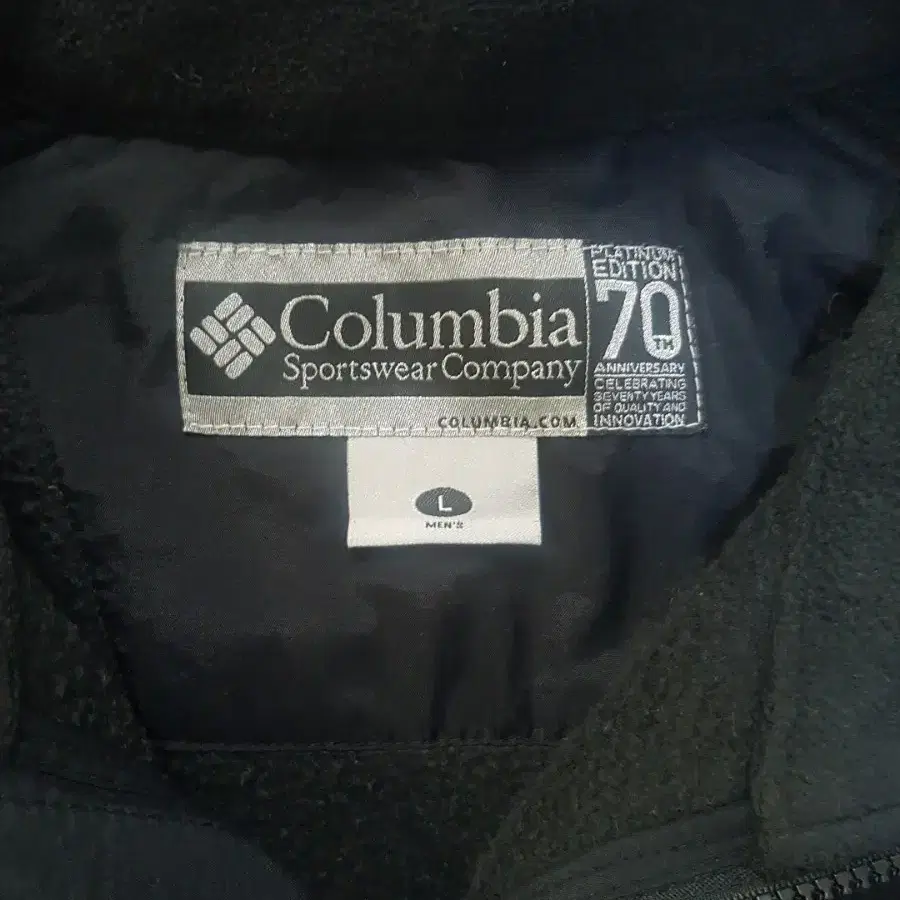 Columbia
Sportswear Company
COLUMBIA.COM
PLATINUM
EDITION
70
TH
ANNIVERSARY
CELEBRATING
SEVENTY YEARS
OF QUALITY AND
INNOVATION
L
MEN'S